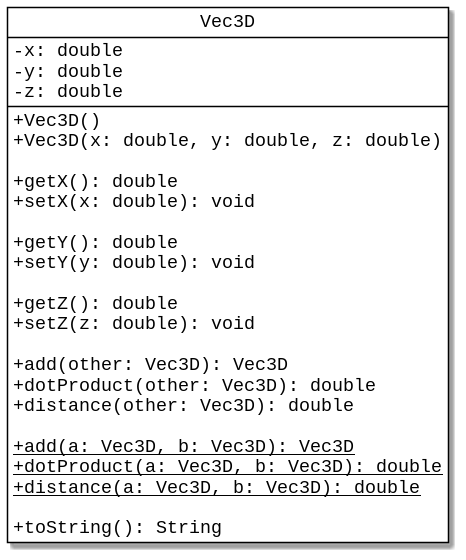 Vec3D
-x: double
-y: double
-z: double
+Vec3D()
+Vec3D(x: double, y: double, z: double)
+getX(): double
+setX(x: double): void
+getY(): double
+setY(y: double): void
+getZ(): double
+setZ(z: double): void
+add(other: Vec3D): Vec3D
+dotProduct(other: Vec3D): double
+distance(other: Vec3D): double
+add(a: Vec3D, b: Vec3D): Vec3D
+dotProduct(a: Vec3D, b: Vec3D): double
+distance(a: Vec3D, b: Vec3D): double
+toString(): String